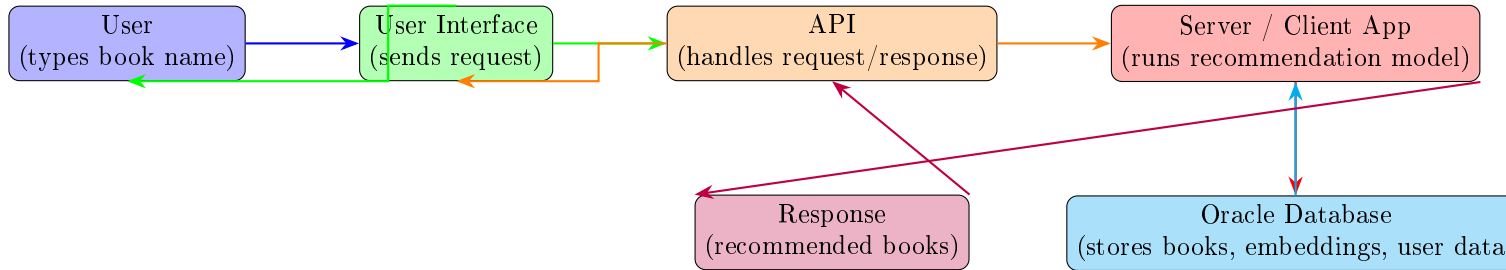 User
(types book name)
User Interface
(sends request)
API
(handles request/response)
Server / Client App
(runs recommendation model)
Response
(recommended books)
Oracle Database
(stores books, embeddings, user data